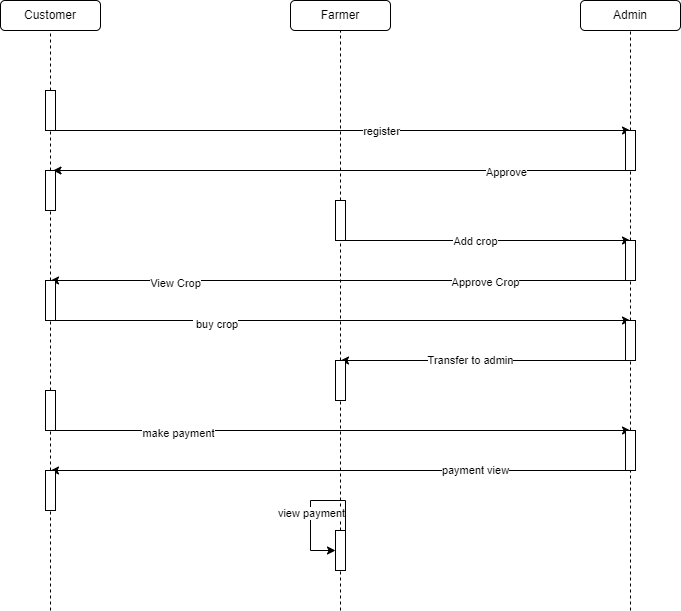 Customer
Farmer
Admin
register
Approve
Add crop
View Crop
Approve Crop
buy crop
Transfer to admin
make payment
payment view
view payment